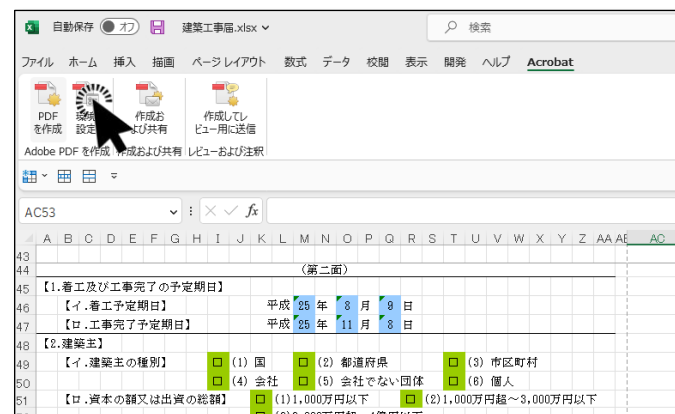 自動保存 オフ 建築工事届.xlsx 検索
ファイル ホーム 挿入 描画 ページ レイアウト 数式 データ 校閲 表示 開発 ヘルプ Acrobat
PDF を作成
設定
作成お よび共有
作成してレ ビュー用に送信
Adobe PDF を作成 作成および共有 レビューおよび注釈
AC53 fx
A B C D E F G H I J K L M N O P Q R S T U V W X Y Z AA AC
43
44 (第二面)
45 【1.着工及び工事完了の予定期日】
46 【イ.着工予定期日】 平成 25 年 8 月 9 日
47 【ロ.工事完了予定期日】 平成 25 年 11 月 8 日
48 【2.建築主】
49 【イ.建築主の種別】 □ (1) 国 □ (2) 都道府県 □ (3) 市区町村
50 □ (4) 会社 □ (5) 会社でない団体 □ (6) 個人
51 【ロ.資本の額又は出資の総額】 □ (1)1,000万円以下 □ (2)1,000万円超～3,000万円以下